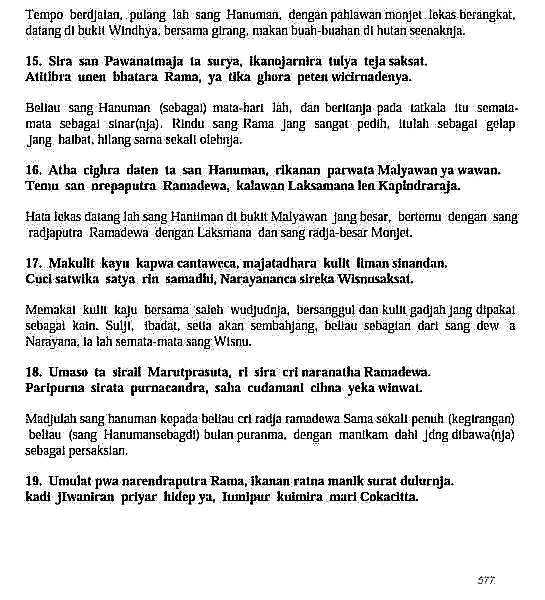 Tempo berdjalan, pulang lah sang Hanuman, dengan pahlawan monjet lekas berangkat,
datang di bukit Windhya, bersama girang, makan buah-buahan di hutan seenaknja.
15. Sira san Pawanatmaja ta surya, ikanojarnira tulya teja saksat.
Atitibra unen bhatara Rama, ya tika ghora peten wicirnadenya.
Beliau sang Hanuman (sebagai) mata-hari lah, dan beritanja pada tatkala itu semata-
mata sebagai sinar(nja). Rindu sang Rama jang sangat pedih, itulah sebagai gelap
jang haibat, hilang sama sekali olehnja.
16. Atha cighra daten ta san Hanuman, rikanan parwata Malyawan ya wawan.
Temu san nrepaputra Ramadewa, kalawan Laksamana len Kapindraraja.
Hata lekas datang lah sang Haniiman di bukit Malyawan jang besar, bertemu dengan sang
radjaputra Ramadewa dengan Laksmana dan sang radja-besar Monjet.
17. Makulit kayu kapwa cantaweca, majatadhara kulit liman sinandan.
Cuci satwika satya rin samadhi, Narayananca sireka Wisnusaksat.
Memakai kulit kaju bersama saleh wudjudnja, bersanggul dan kulit gadjah jang dipakai
sebagai kain. Sulji, ibadat, setia akan sembahjang, beliau sebagian dari sang dew a
Narayana, ia lah semata-mata sang Wisnu.
18. Umaso ta sirali Marutprasuta, ri sira cri naranatha Ramadewa.
Paripurna sirata purnacandra, saha cudamani cihna yeka winwat.
Madjulah sang hanuman kepada beliau cri radja ramadewa Sama sekali penuh (kegirangan)
beliau (sang Hanumansebagdi) bulan puranma, dengan manikam dahi jdng dibawa(nja)
sebagai persaksian.
19. Umulat pwa narendraputra Rama, ikanan ratna manik surat dulurnja.
kadi jIwaniran priyar hidep ya, Iumipur kuimira mari Cokacitta.
577